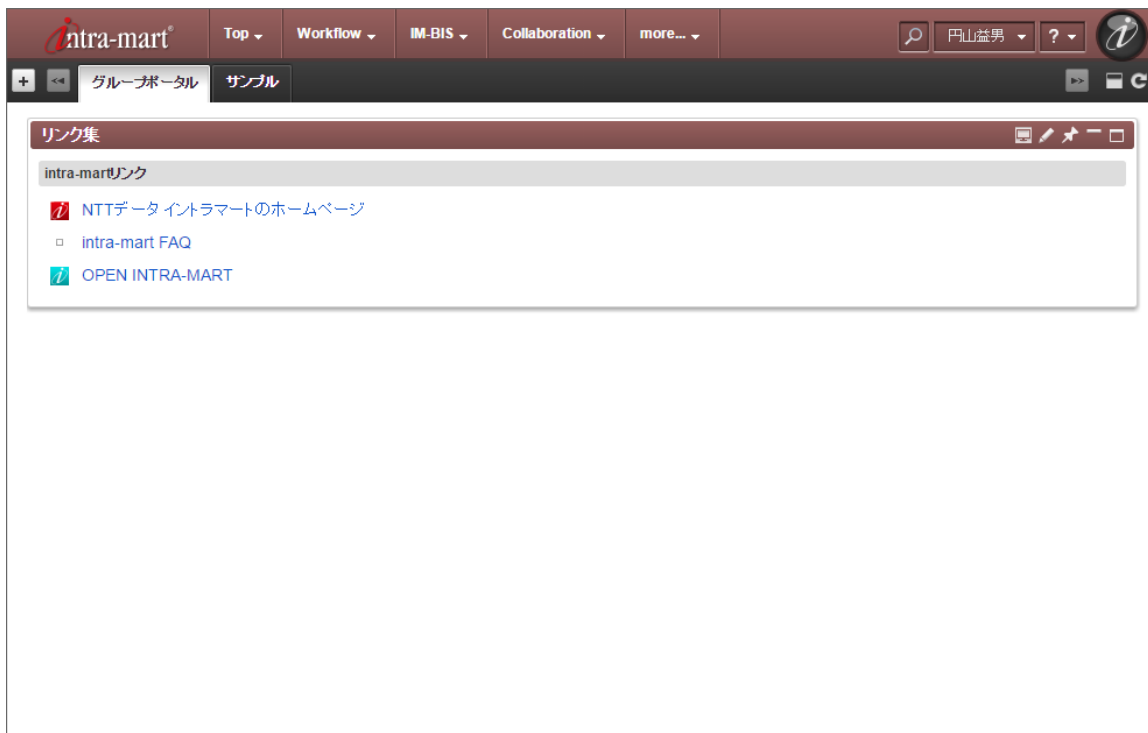 intra-mart® Top Workflow IM-BIS Collaboration more... 円山益男 ?
+ グループポータル サンプル
リンク集
intra-martリンク
NTTデータ イントラマートのホームページ
intra-mart FAQ
OPEN INTRA-MART